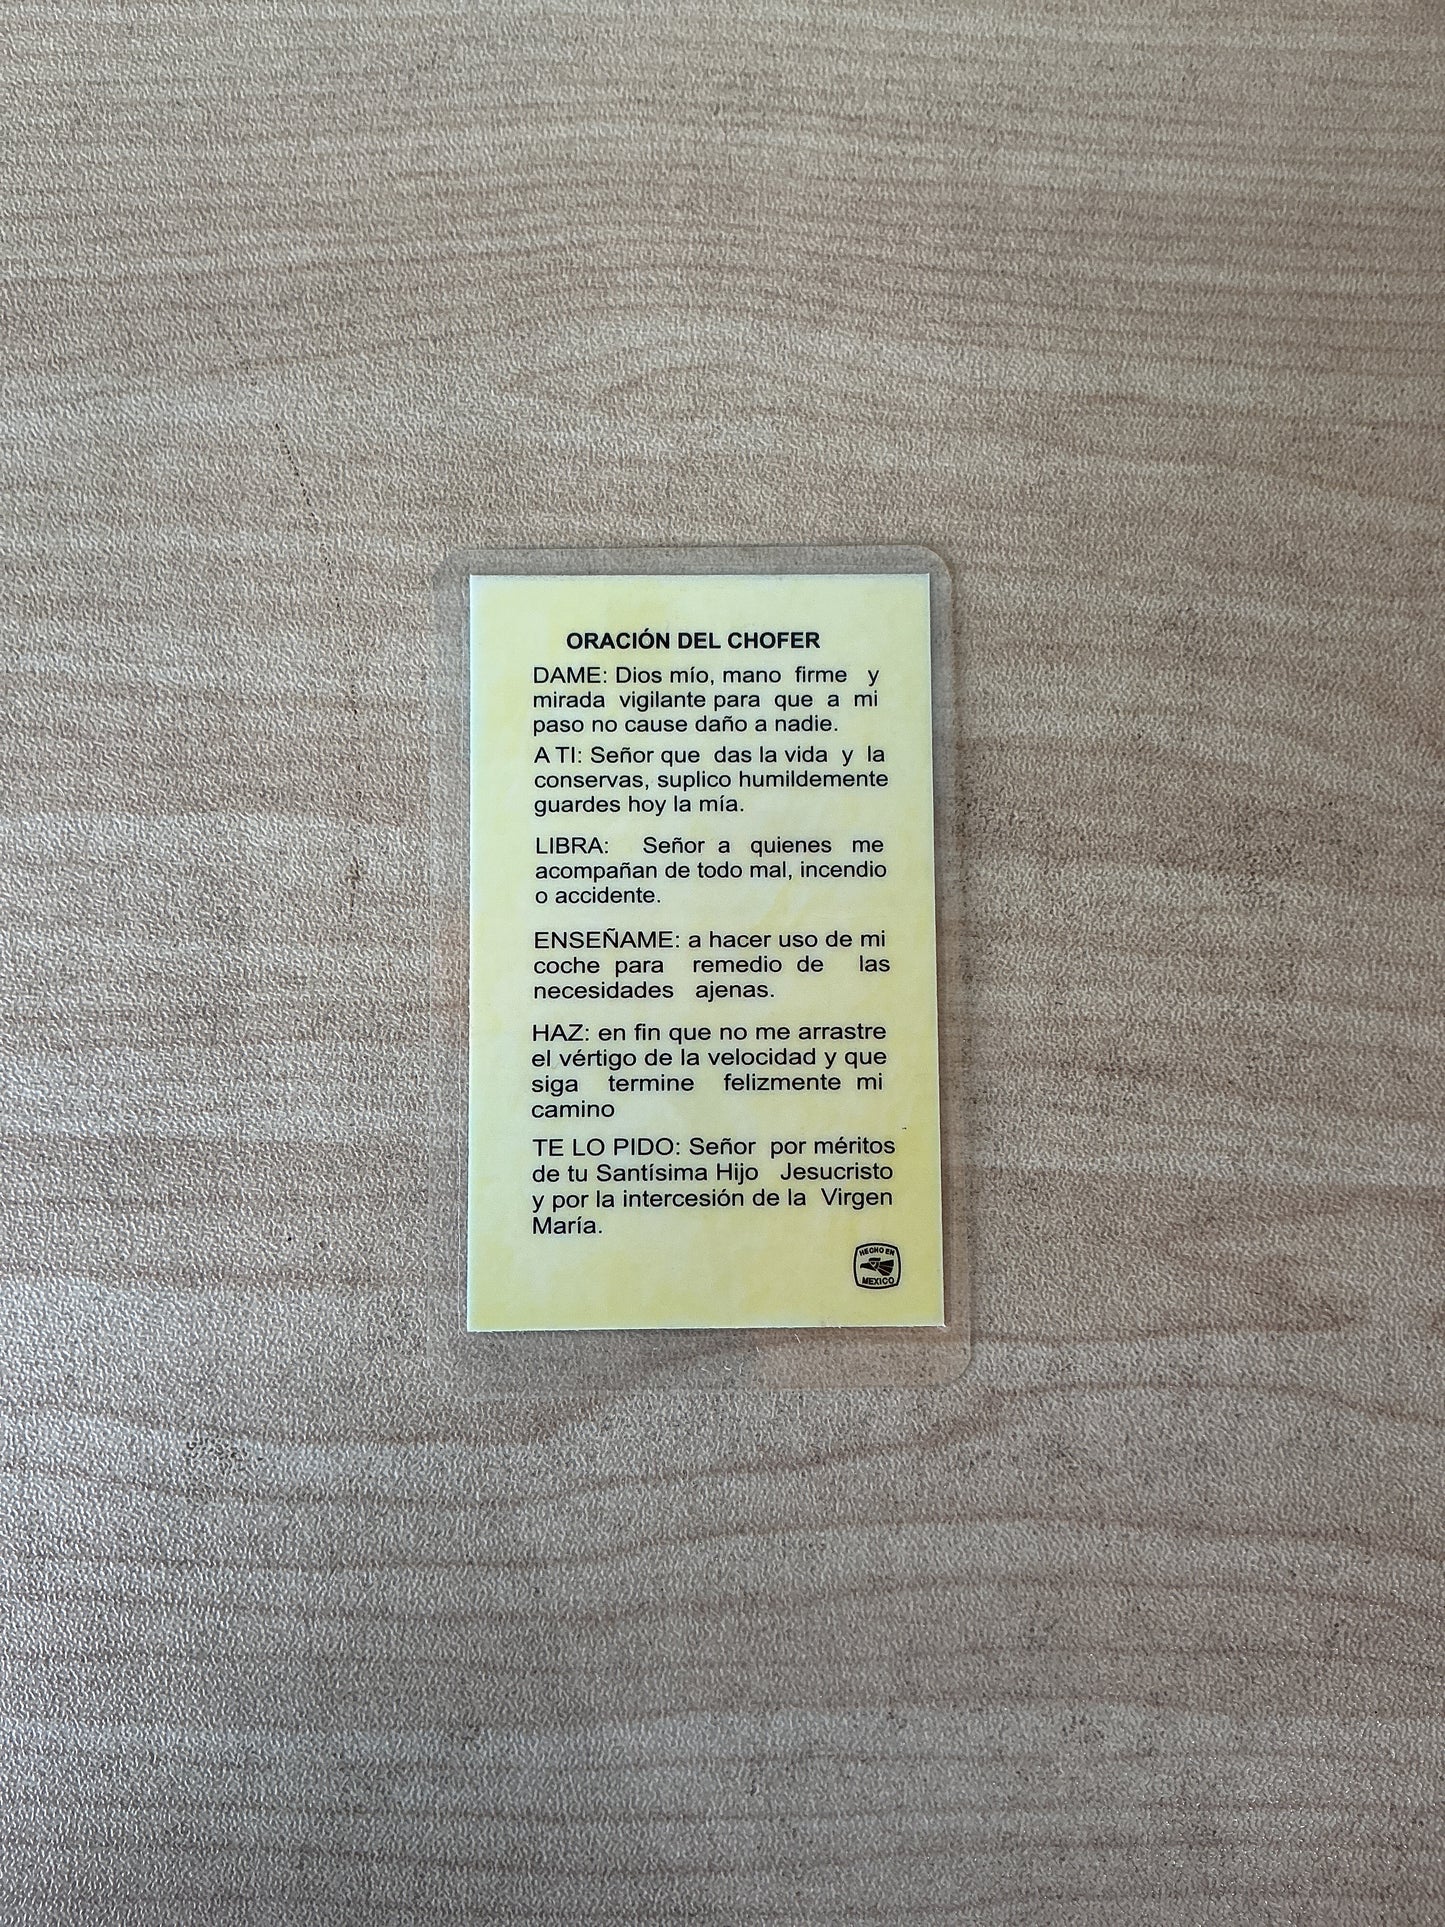 ORACIÓN DEL CHOFER
DAME: Dios mío, mano firme y
mirada vigilante para que a mi
paso no cause daño a nadie.
A TI: Señor que das la vida y la
conservas, suplico humildemente
guardes hoy la mía.
LIBRA: Señor a quienes me
acompañan de todo mal, incendio
o accidente.
ENSEÑAME: a hacer uso de mi
coche para remedio de las
necesidades ajenas.
HAZ: en fin que no me arrastre
el vértigo de la velocidad y que
siga termine felizmente mi
camino
TE LO PIDO: Señor por méritos
de tu Santísima Hijo Jesucristo
y por la intercesión de la Virgen
María.
HECHO EN
MEXICO